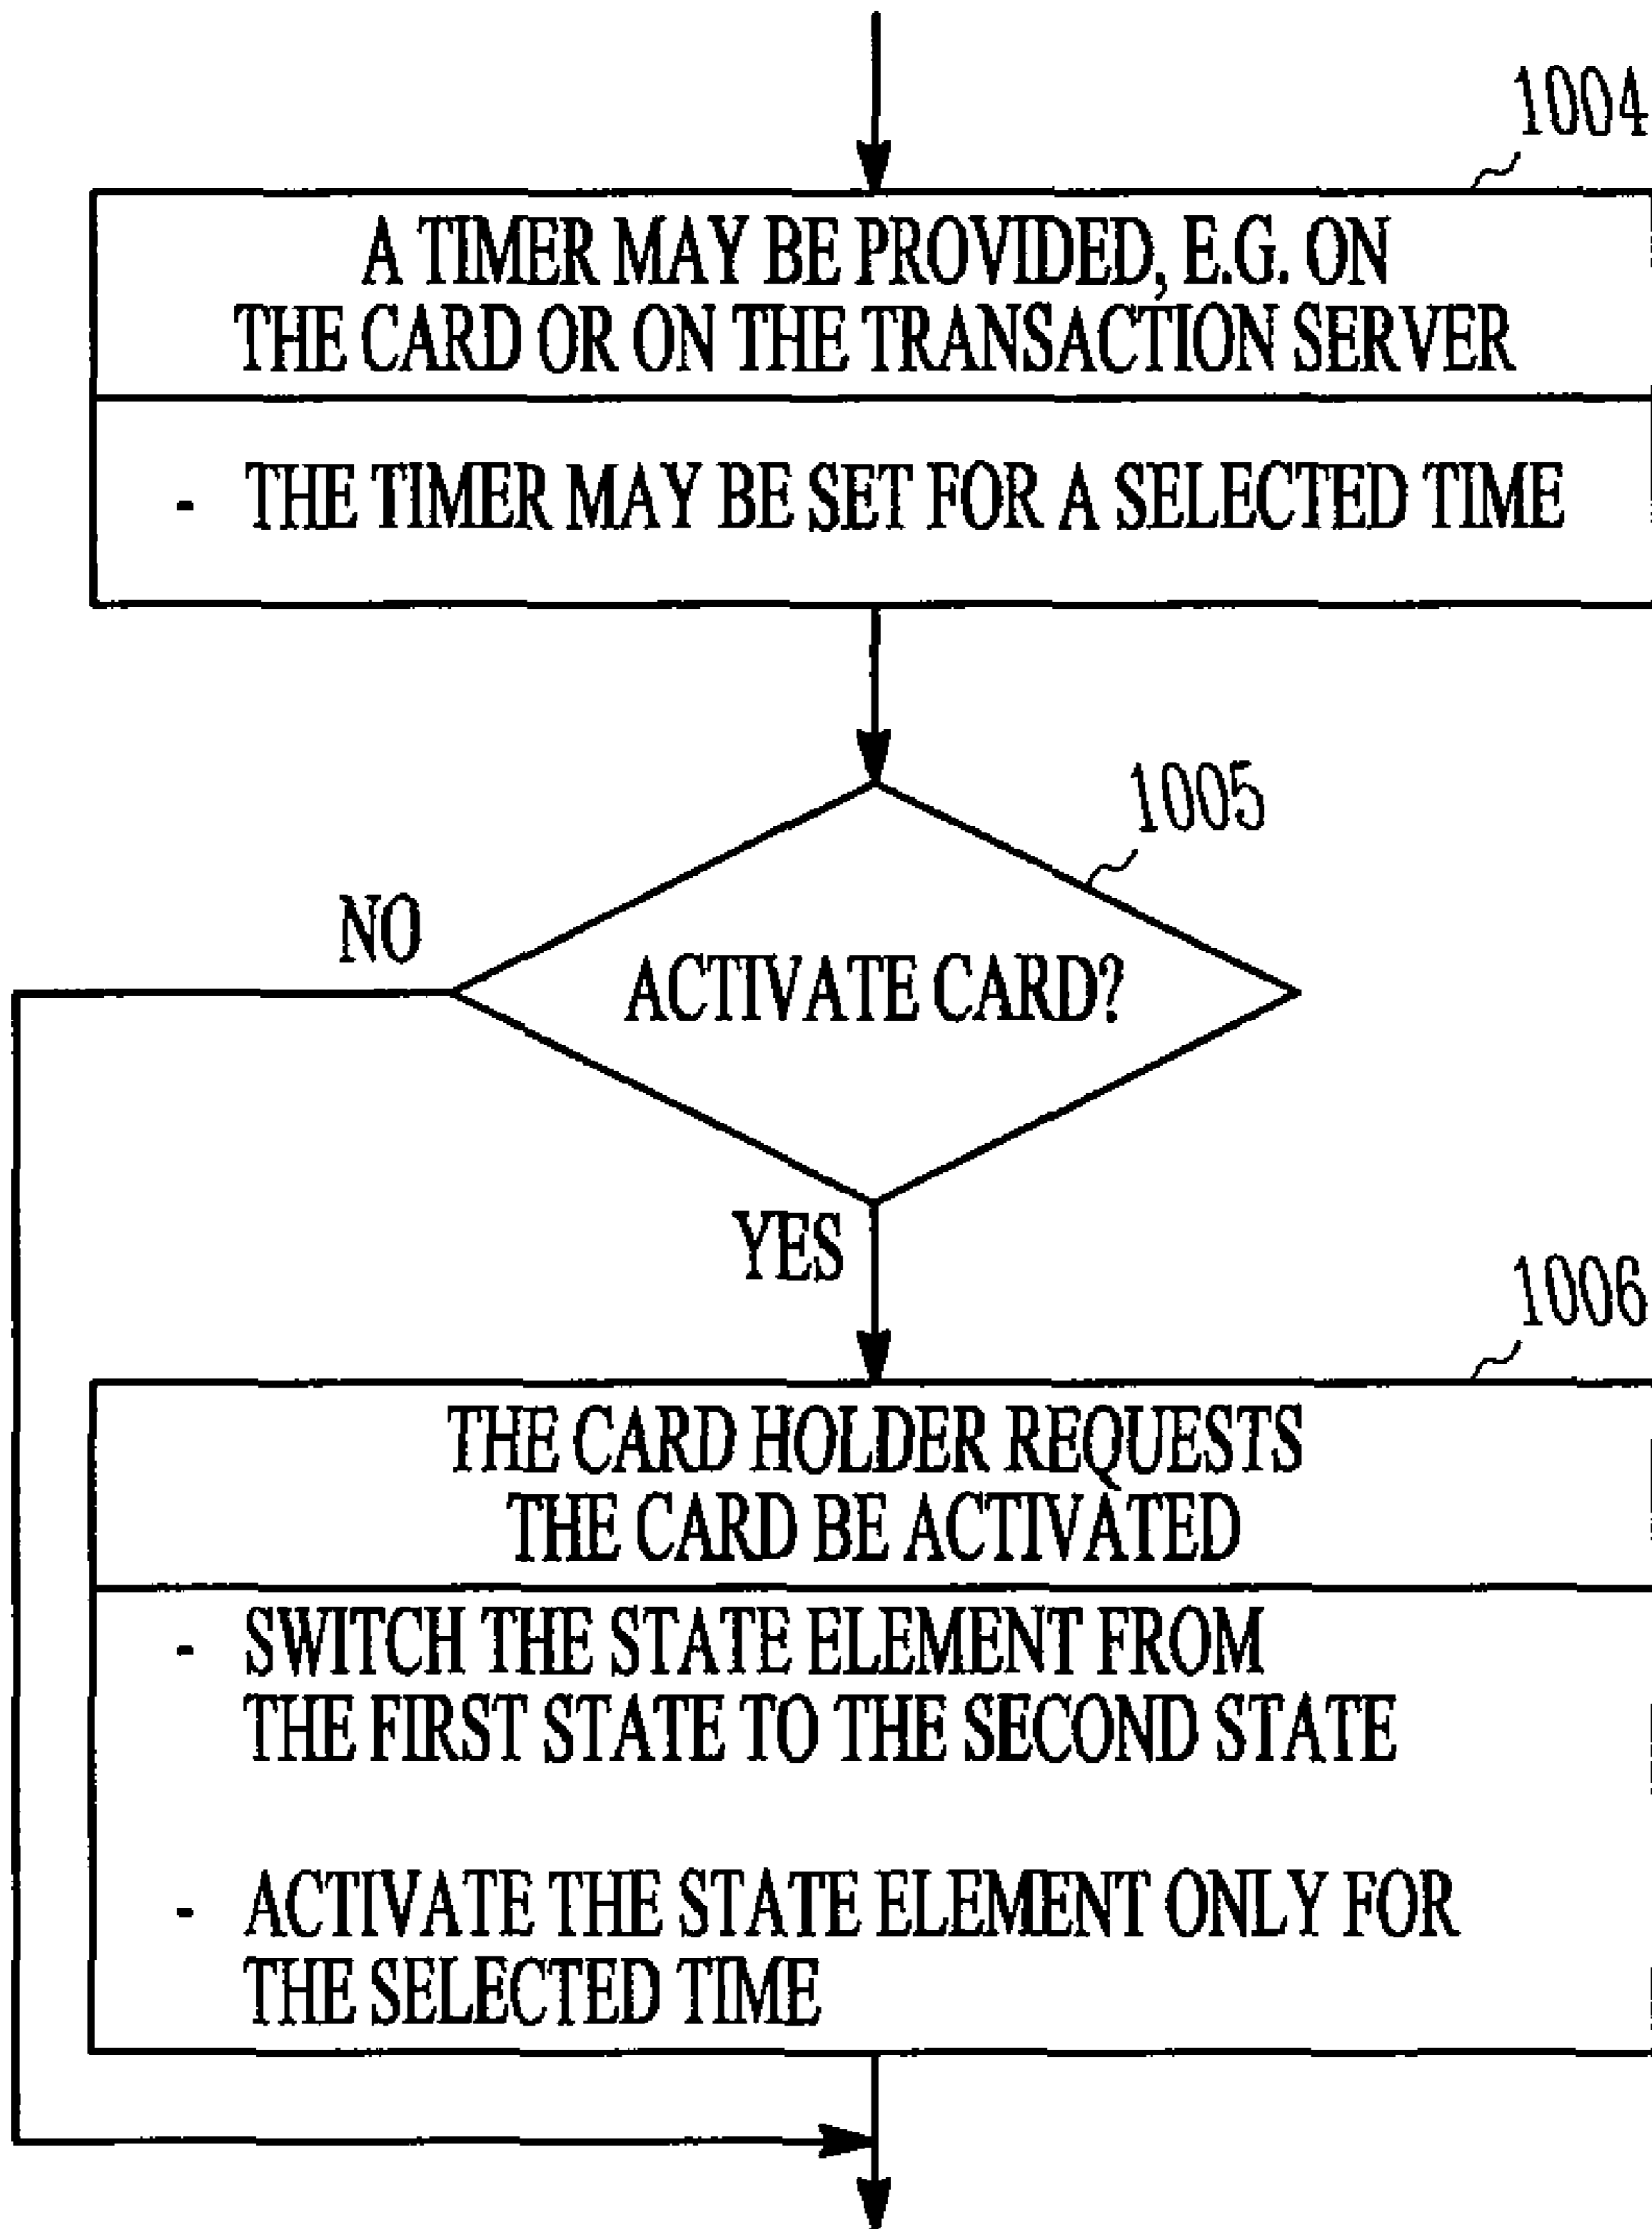 1004
A TIMER MAY BE PROVIDED, E.G. ON
THE CARD OR ON THE TRANSACTION SERVER
- THE TIMER MAY BE SET FOR A SELECTED TIME
1005
NO
ACTIVATE CARD?
YES
1006
THE CARD HOLDER REQUESTS
THE CARD BE ACTIVATED
- SWITCH THE STATE ELEMENT FROM
THE FIRST STATE TO THE SECOND STATE
- ACTIVATE THE STATE ELEMENT ONLY FOR
THE SELECTED TIME